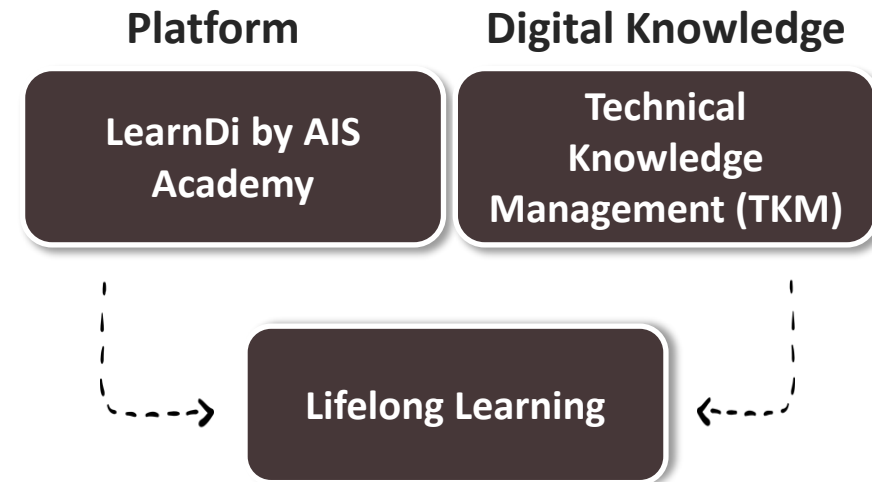 Platform
Digital Knowledge
LearnDi by AIS
Academy
Technical
Knowledge
Management (TKM)
Lifelong Learning